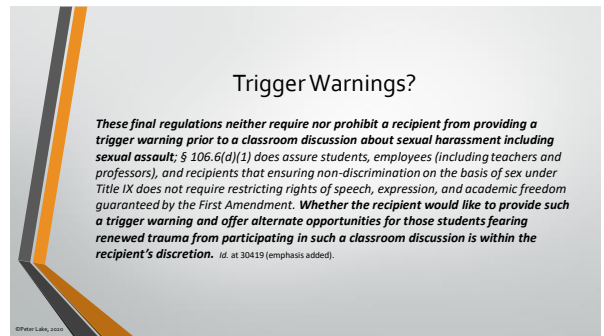 Trigger Warnings?
These final regulations neither require nor prohibit a recipient from providing a
trigger warning prior to a classroom discussion about sexual harassment including
sexual assault; § 106.6(d)(1) does assure students, employees (including teachers and
professors), and recipients that ensuring non-discrimination on the basis of sex under
Title IX does not require restricting rights of speech, expression, and academic freedom
guaranteed by the First Amendment. Whether the recipient would like to provide such
a trigger warning and offer alternate opportunities for those students fearing
renewed trauma from participating in such a classroom discussion is within the
recipient's discretion. Id. at 30419 (emphasis added).
©Peter Lake, 2020